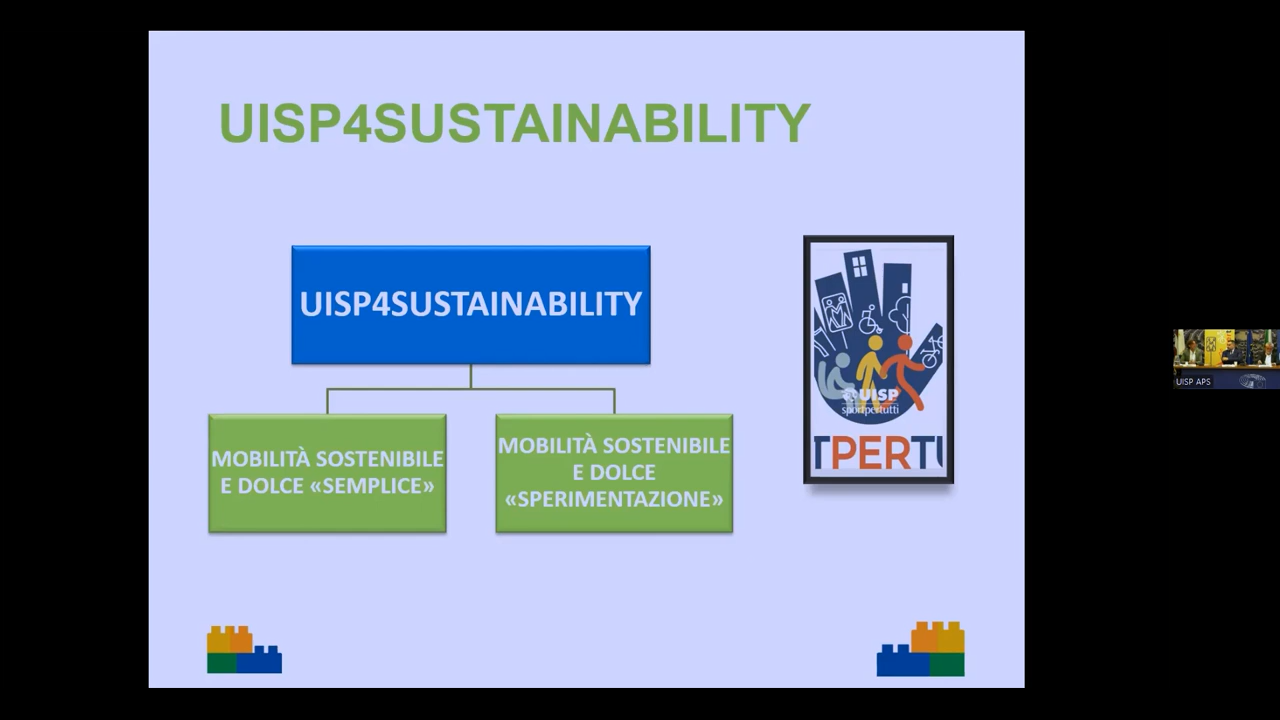 UISP4SUSTAINABILITY
UISP4SUSTAINABILITY
MOBILITÀ SOSTENIBILE
E DOLCE «SEMPLICE»
MOBILITÀ SOSTENIBILE
E DOLCE
«SPERIMENTAZIONE»
UISP
sportpertutti
TPERTU
UISP APS